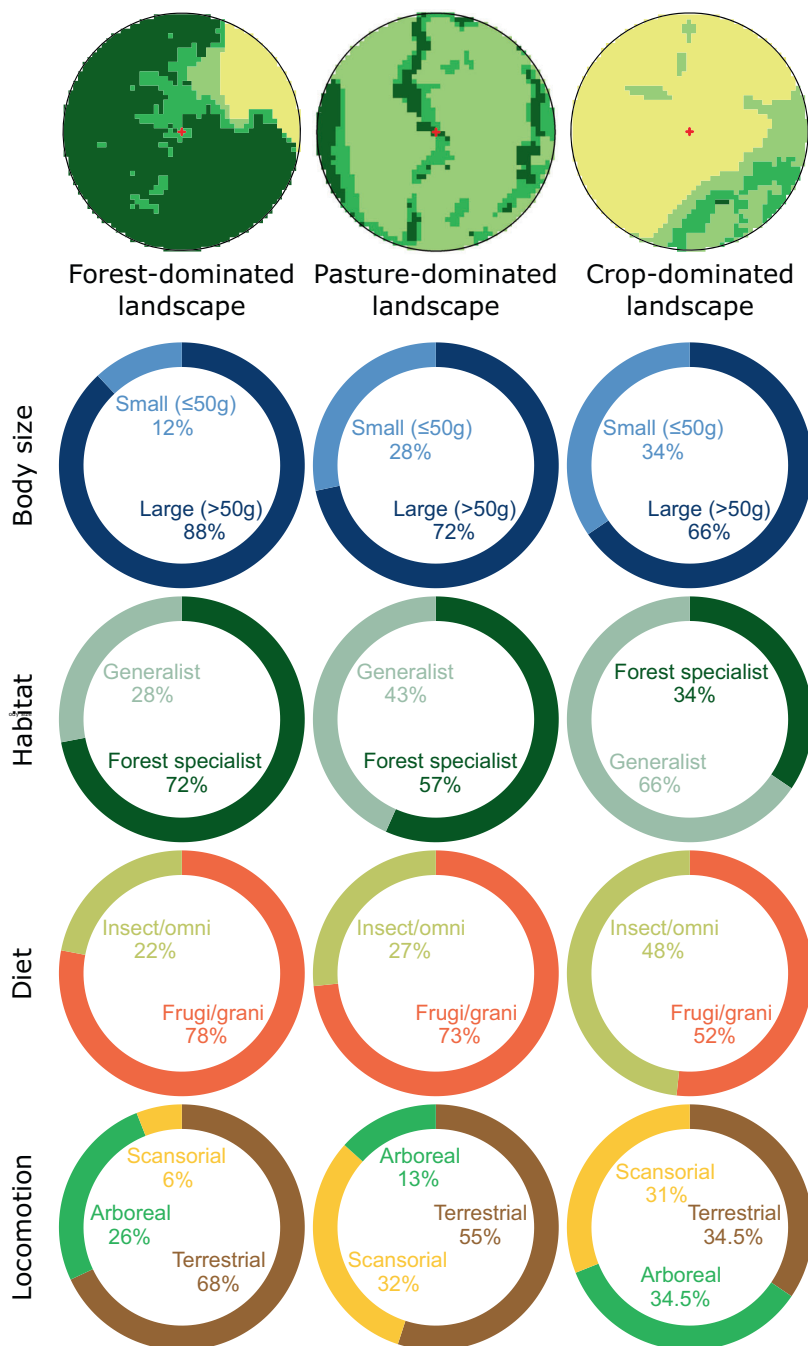 Forest-dominated
landscape
Pasture-dominated
landscape
Crop-dominated
landscape
Body size
Small (≤50g)
12%
Large (>50g)
88%
Small (≤50g)
28%
Large (>50g)
72%
Small (≤50g)
34%
Large (>50g)
66%
Habitat
Generalist
28%
Forest specialist
72%
Generalist
43%
Forest specialist
57%
Forest specialist
34%
Generalist
66%
Diet
Insect/omni
22%
Frugi/grani
78%
Insect/omni
27%
Frugi/grani
73%
Insect/omni
48%
Frugi/grani
52%
Locomotion
Scansorial
6%
Arboreal
26%
Terrestrial
68%
Arboreal
13%
Terrestrial
55%
Scansorial
32%
Scansorial
31%
Terrestrial
34.5%
Arboreal
34.5%